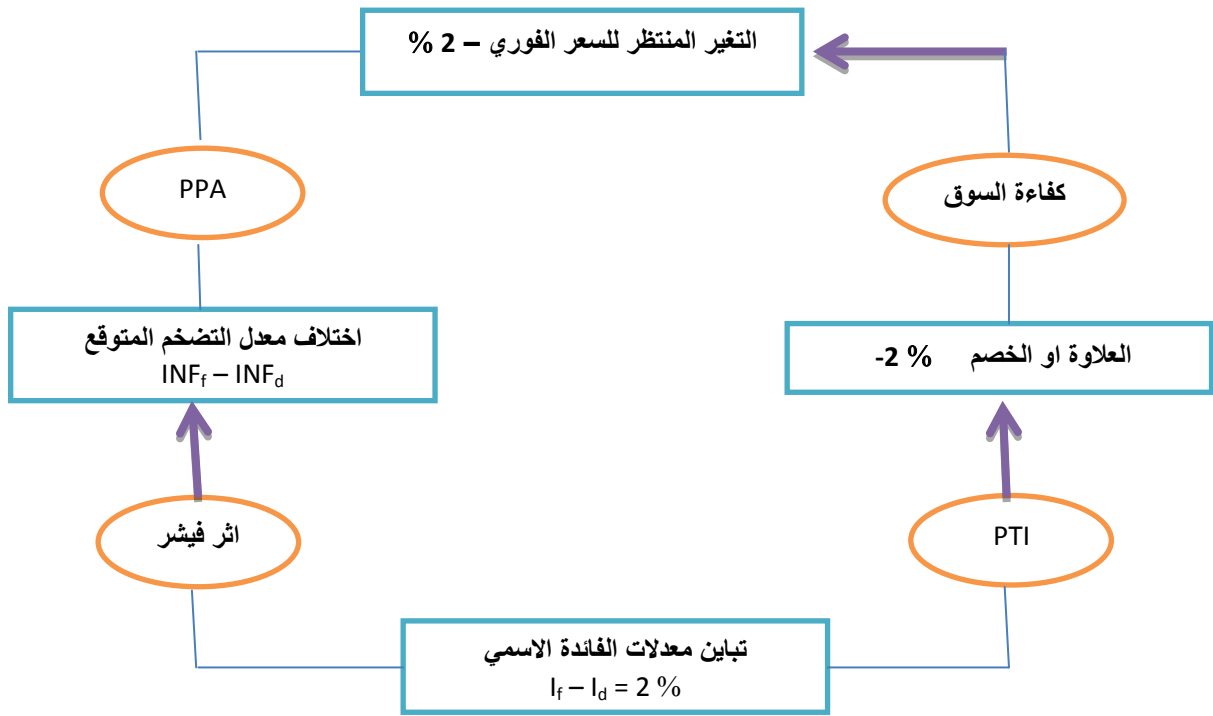 التغير المنتظر للسعر الفوري – 2 %
PPA
كفاءة السوق
اختلاف معدل التضخم المتوقع
INFf – INFd
العلاوة او الخصم -2 %
اثر فيشر
PTI
تباين معدلات الفائدة الاسمي
If – Id = 2 %